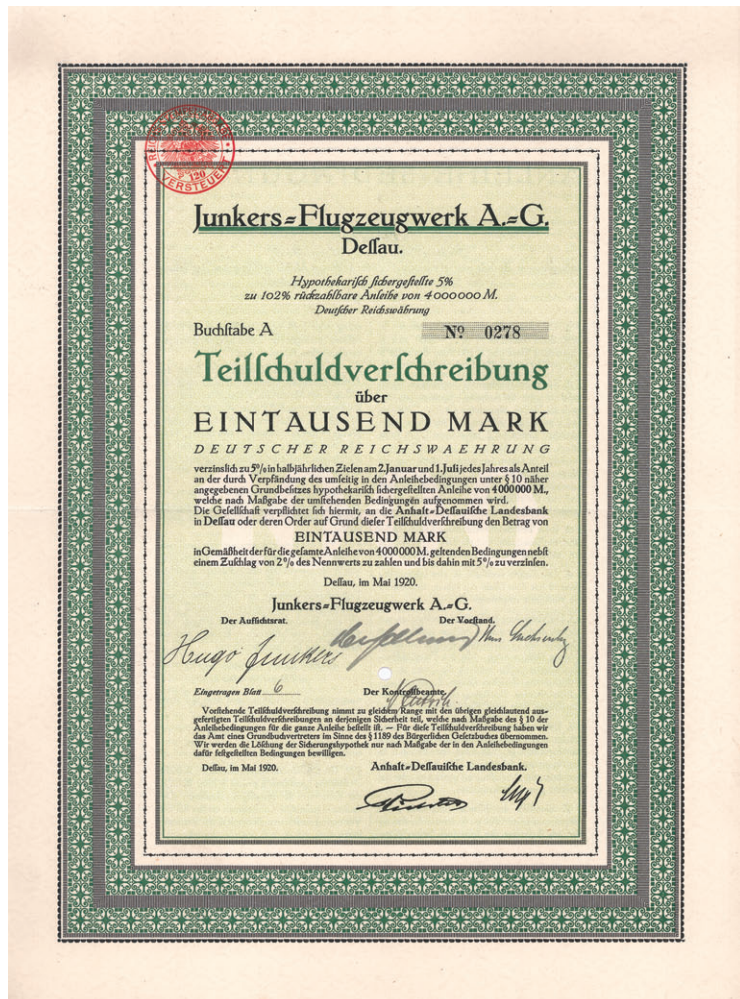 REICHSSTEMPELABGABE
120
VERSTEUERT
Junkers=Flugzeugwerk A.=G.
Deſſau.
Hypothekariſch ſichergeſtellte 5%
zu 102% rückzahlbare Anleihe von 4000000 M.
Deutſcher Reichswährung
Buchſtabe A
Nº 0278
Teilſchuldverſchreibung
über
EINTAUSEND MARK
DEUTSCHER REICHSWAEHRUNG
verzinslich zu 5% in halbjährlichen Zielen am 2. Januar und 1. Juli jedes Jahres als Anteil
an der durch Verpfändung des umſeitig in den Anleihebedingungen unter § 10 näher
angegebenen Grundbeſitzes hypothekariſch ſichergeſtellten Anleihe von 4000000 M.,
welche nach Maßgabe der umſtehenden Bedingungen aufgenommen wird.
Die Geſellſchaft verpflichtet ſich hiermit, an die Anhalt=Deſſauiſche Landesbank
in Deſſau oder deren Order auf Grund dieſer Teilſchuldverſchreibung den Betrag von
EINTAUSEND MARK
in Gemäßheit der für die geſamte Anleihe von 4000000 M. geltenden Bedingungen nebſt
einem Zuſchlag von 2% des Nennwerts zu zahlen und bis dahin mit 5% zu verzinſen.
Deſſau, im Mai 1920.
Junkers=Flugzeugwerk A.=G.
Der Aufſichtsrat.
Der Vorſtand.
Hugo Junkers
Eingetragen Blatt 6
Der Kontrollbeamte.
Vorſtehende Teilſchuldverſchreibung nimmt zu gleichem Range mit den übrigen gleichlautend aus-
gefertigten Teilſchuldverſchreibungen an derjenigen Sicherheit teil, welche nach Maßgabe des § 10 der
Anleihebedingungen für die ganze Anleihe beſtellt iſt. — Für dieſe Teilſchuldverſchreibung haben wir
das Amt eines Grundbuchvertreters im Sinne des § 1189 des Bürgerlichen Geſetzbuches übernommen.
Wir werden die Löſchung der Sicherungshypothek nur nach Maßgabe der in den Anleihebedingungen
dafür feſtgeſtellten Bedingungen bewilligen.
Deſſau, im Mai 1920.
Anhalt=Deſſauiſche Landesbank.